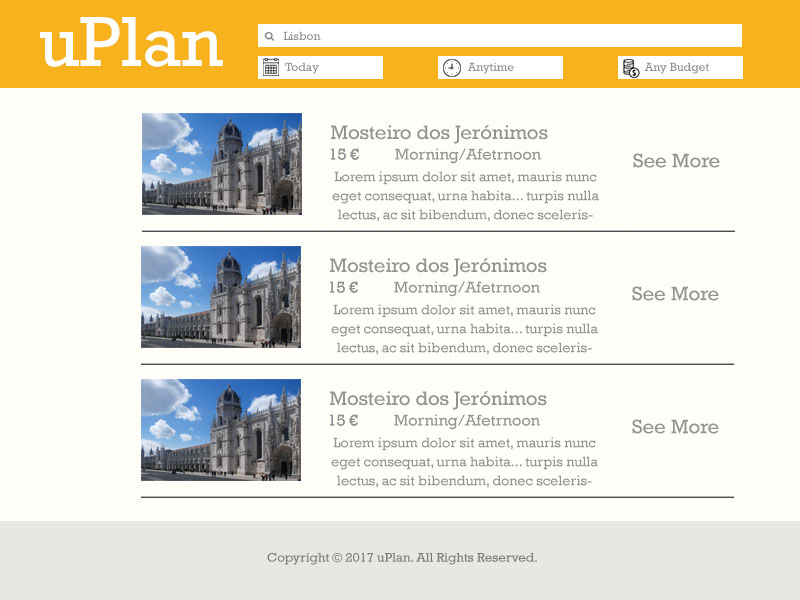 uPlan
Lisbon
Today
Anytime
Any Budget
Mosteiro dos Jerónimos
15 € Morning/Afetrnoon
Lorem ipsum dolor sit amet, mauris nunc
eget consequat, urna habita... turpis nulla
lectus, ac sit bibendum, donec sceleris-
See More
Mosteiro dos Jerónimos
15 € Morning/Afetrnoon
Lorem ipsum dolor sit amet, mauris nunc
eget consequat, urna habita... turpis nulla
lectus, ac sit bibendum, donec sceleris-
See More
Mosteiro dos Jerónimos
15 € Morning/Afetrnoon
Lorem ipsum dolor sit amet, mauris nunc
eget consequat, urna habita... turpis nulla
lectus, ac sit bibendum, donec sceleris-
See More
Copyright © 2017 uPlan. All Rights Reserved.